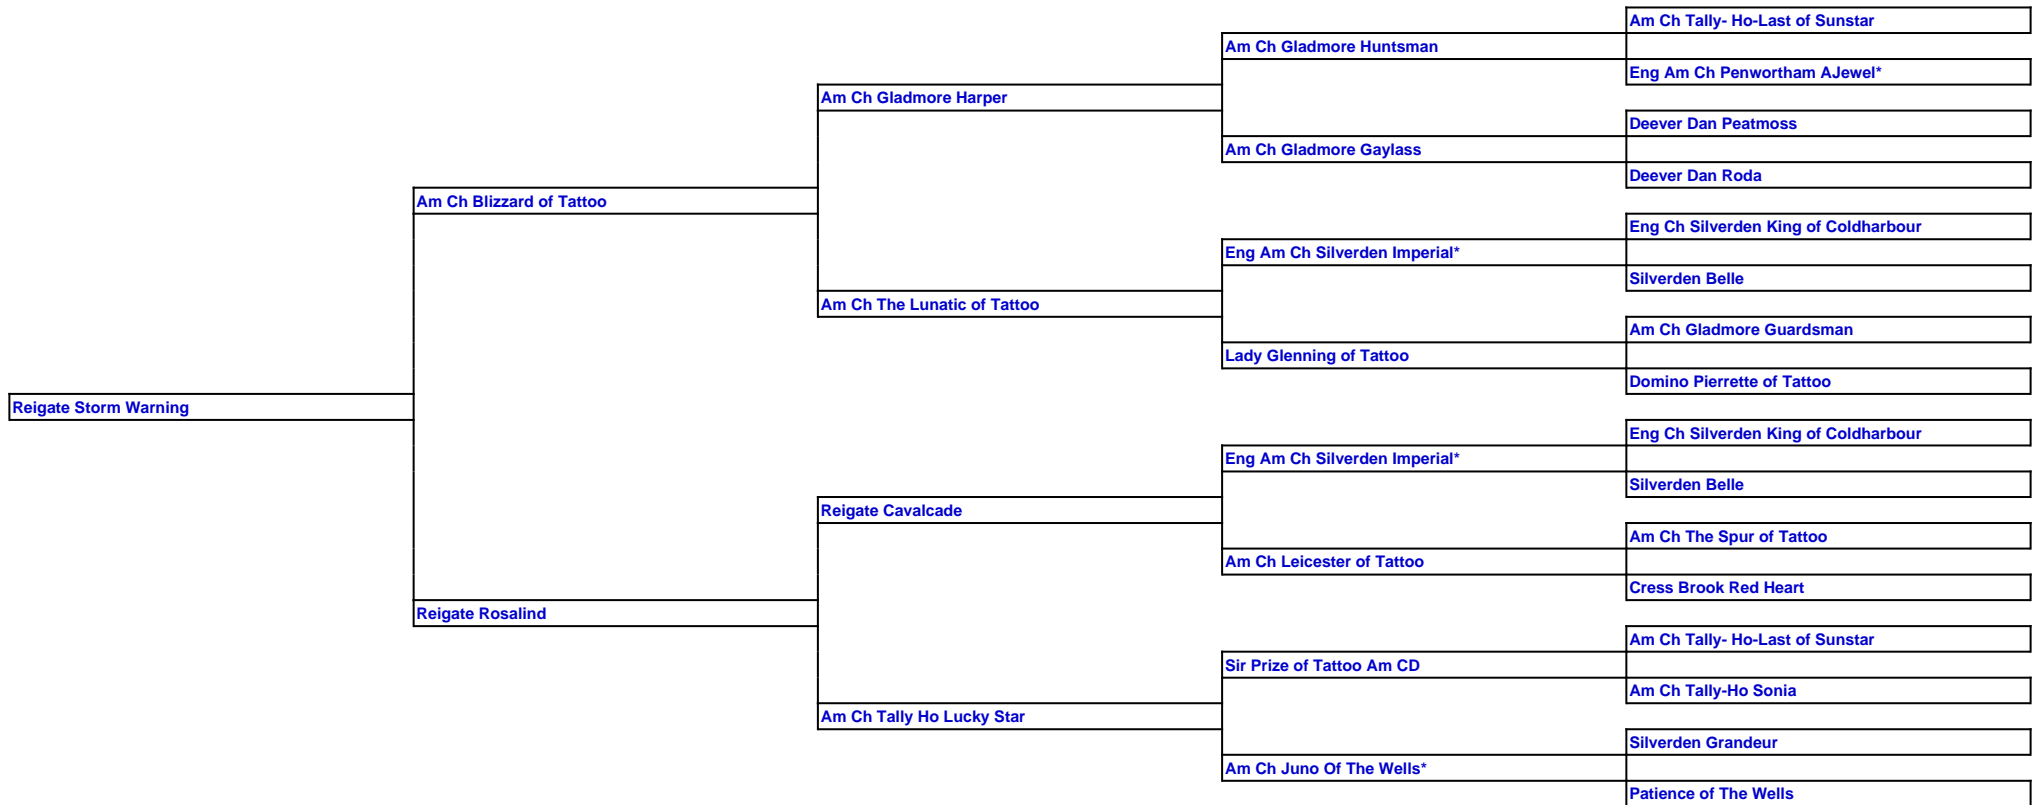 Am Ch Tally- Ho-Last of Sunstar
Am Ch Gladmore Huntsman
Eng Am Ch Penwortham AJewel*
Am Ch Gladmore Harper
Deever Dan Peatmoss
Am Ch Gladmore Gaylass
Deever Dan Roda
Am Ch Blizzard of Tattoo
Eng Ch Silverden King of Coldharbour
Eng Am Ch Silverden Imperial*
Silverden Belle
Am Ch The Lunatic of Tattoo
Am Ch Gladmore Guardsman
Lady Glenning of Tattoo
Domino Pierrette of Tattoo
Reigate Storm Warning
Eng Ch Silverden King of Coldharbour
Eng Am Ch Silverden Imperial*
Silverden Belle
Reigate Cavalcade
Am Ch The Spur of Tattoo
Am Ch Leicester of Tattoo
Cress Brook Red Heart
Reigate Rosalind
Am Ch Tally- Ho-Last of Sunstar
Sir Prize of Tattoo Am CD
Am Ch Tally-Ho Sonia
Am Ch Tally Ho Lucky Star
Silverden Grandeur
Am Ch Juno Of The Wells*
Patience of The Wells